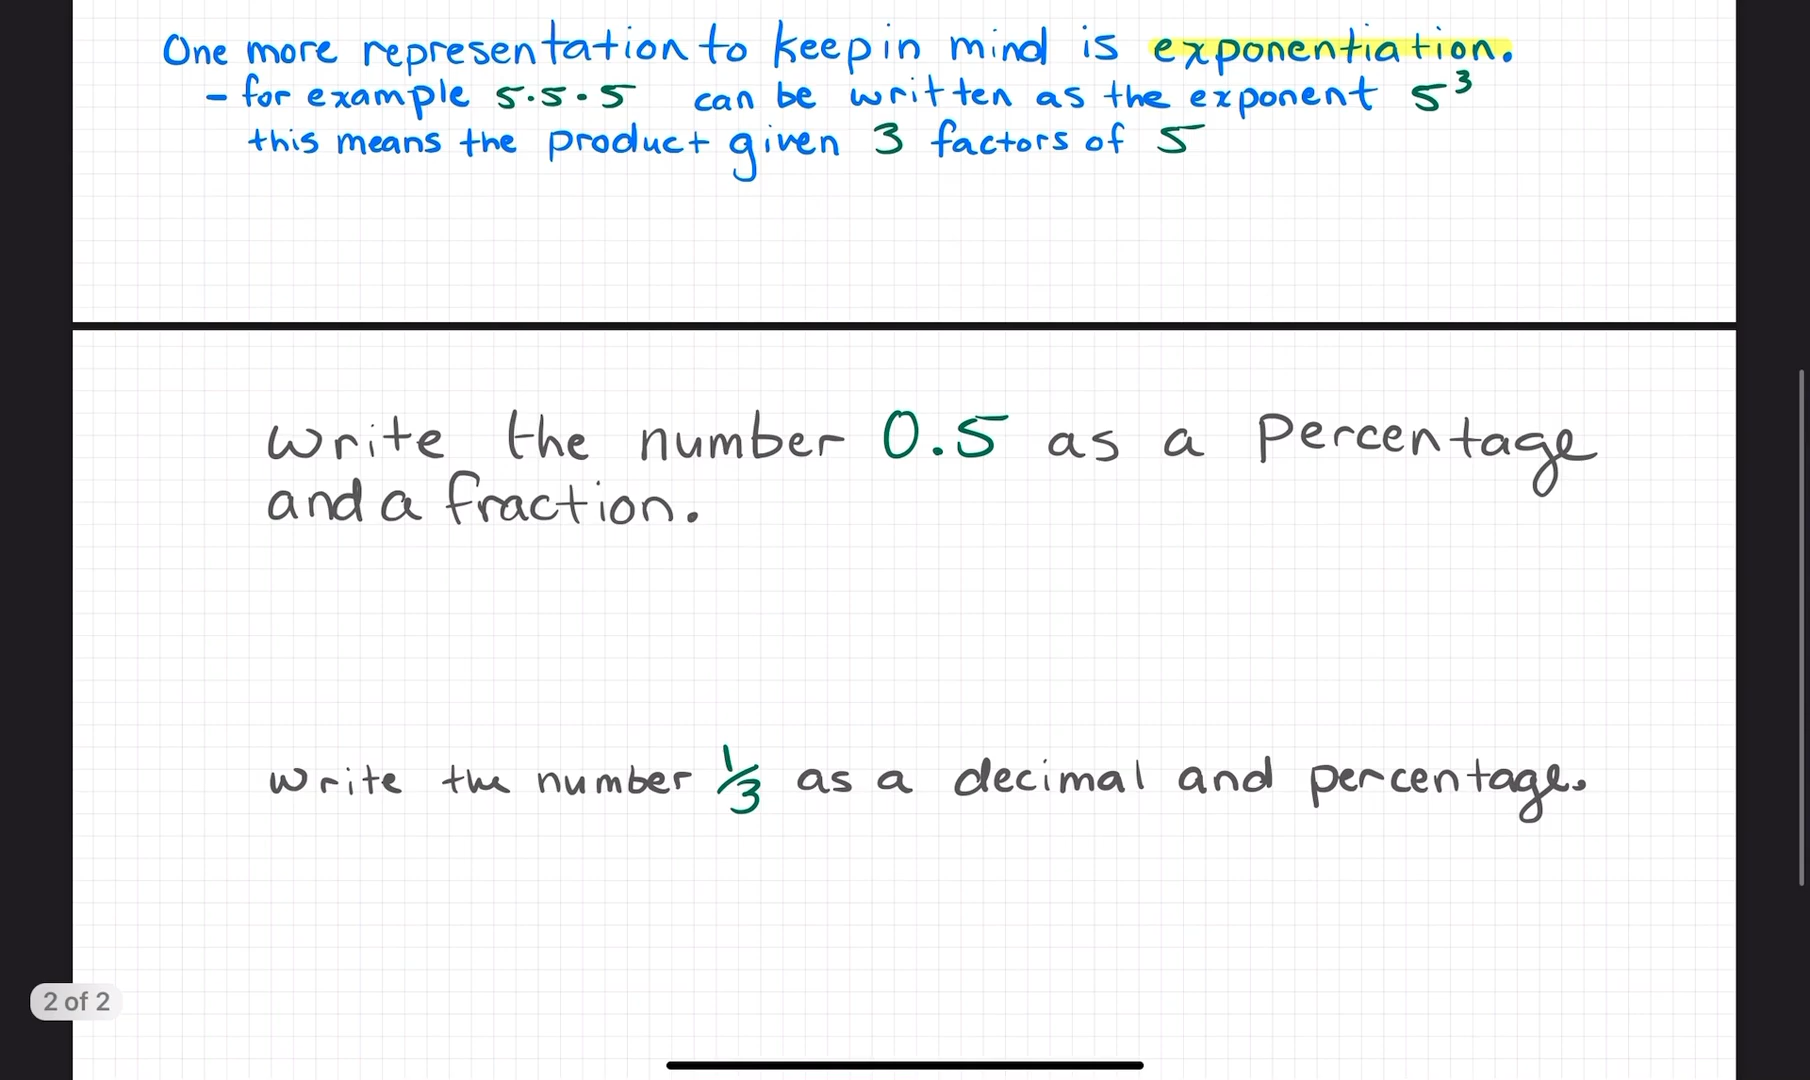 One more representation to keep in mind is exponentiation.
- for example 5·5·5 can be written as the exponent 5³
this means the product given 3 factors of 5
Write the number 0.5 as a percentage
and a fraction.
Write the number 1/3 as a decimal and percentage.
2 of 2